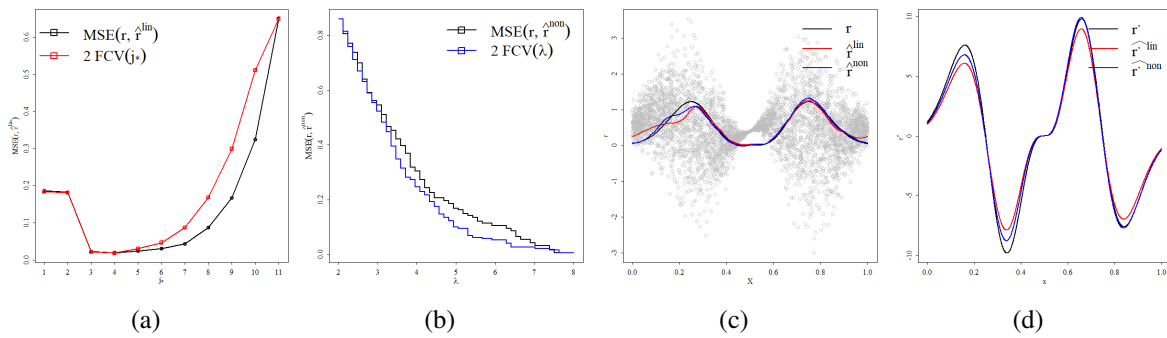 MSE(r, r̂^lin)
2 FCV(j*)
MSE(r, r̂^lin)
0.0 0.1 0.2 0.3 0.4 0.5 0.6
1 2 3 4 5 6 7 8 9 10 11
j*
(a)
MSE(r, r̂^non)
2 FCV(λ)
MSE(r, r̂^non)
0.0 0.2 0.4 0.6 0.8
2 3 4 5 6 7 8
λ
(b)
r
r̂^lin
r̂^non
r
-3 -2 -1 0 1 2 3
0.0 0.2 0.4 0.6 0.8 1.0
X
(c)
r'
r'^lin
r'^non
r'
-10 -5 0 5 10
0.0 0.2 0.4 0.6 0.8 1.0
x
(d)